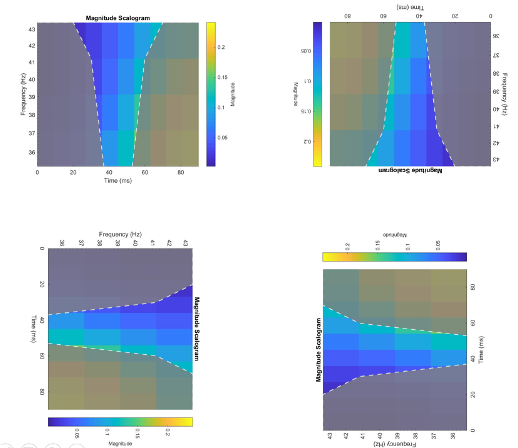 Magnitude Scalogram
43
42
41
40
39
38
37
36
Frequency (Hz)
0 20 40 60 80
Time (ms)
0.2
0.15
0.1
0.05
Magnitude
Time (ms)
80 60 40 20 0
36
37
38
39
40
41
42
43
Frequency (Hz)
0.05
0.1
0.15
0.2
Magnitude
Magnitude Scalogram
Frequency (Hz)
36 37 38 39 40 41 42 43
0
20
40
60
80
Time (ms)
Magnitude Scalogram
0.05 0.1 0.15 0.2
Magnitude
Magnitude
0.2 0.15 0.1 0.05
Magnitude Scalogram
80
60
40
20
0
Time (ms)
43 42 41 40 39 38 37 36
Frequency (Hz)